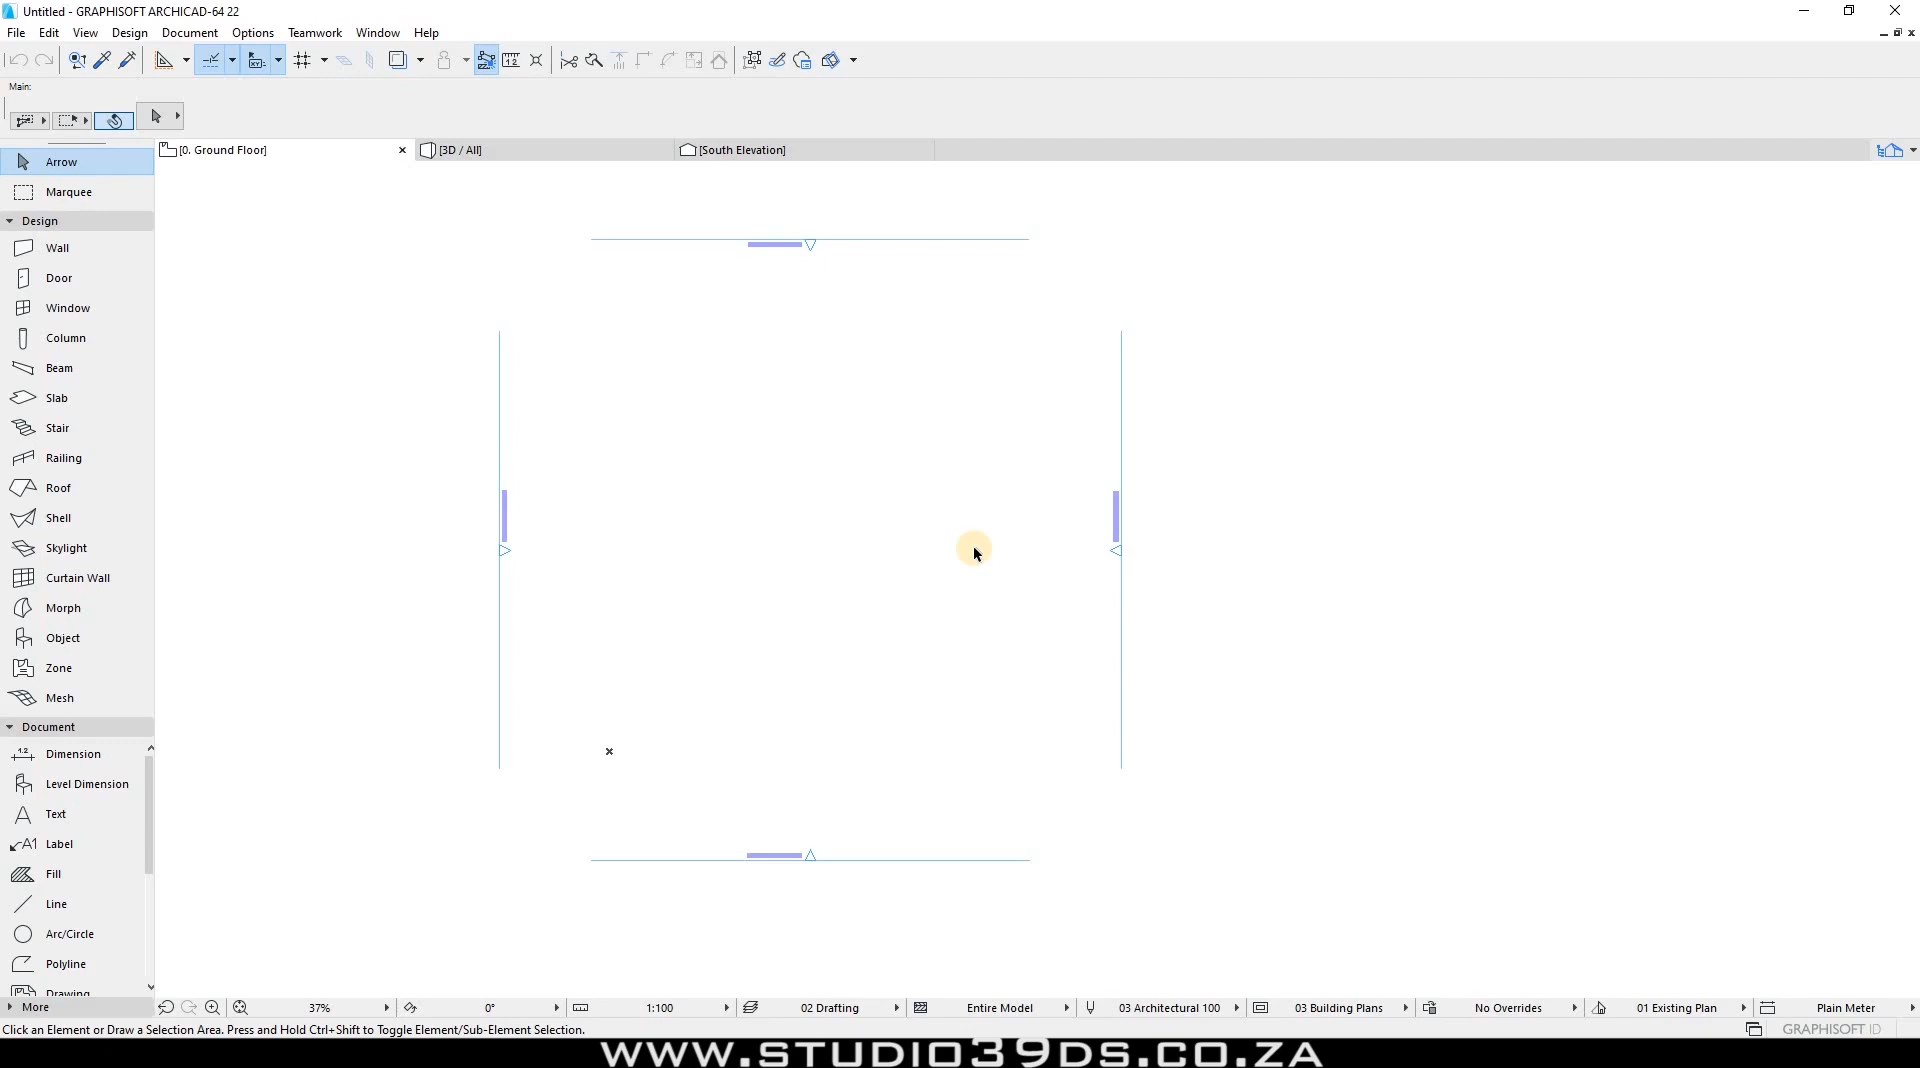 Untitled - GRAPHISOFT ARCHICAD-64 22
File Edit View Design Document Options Teamwork Window Help
Main:
[0. Ground Floor] [3D / All] [South Elevation]
Arrow
Marquee
Design
Wall
Door
Window
Column
Beam
Slab
Stair
Railing
Roof
Shell
Skylight
Curtain Wall
Morph
Object
Zone
Mesh
Document
1.2 Dimension
Level Dimension
Text
A1 Label
Fill
Line
Arc/Circle
Polyline
Drawing
More
37% 0° 1:100 02 Drafting Entire Model 03 Architectural 100 03 Building Plans No Overrides 01 Existing Plan Plain Meter
Click an Element or Draw a Selection Area. Press and Hold Ctrl+Shift to Toggle Element/Sub-Element Selection.
GRAPHISOFT ID
WWW.STUDIO39DS.CO.ZA